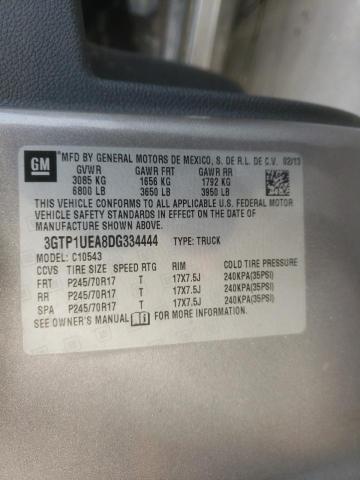 GM
MFD BY GENERAL MOTORS DE MEXICO, S. DE R.L. DE C.V. 02/13
GVWR GAWR FRT GAWR RR
3085 KG 1656 KG 1792 KG
6800 LB 3650 LB 3950 LB
THIS VEHICLE CONFORMS TO ALL APPLICABLE U.S. FEDERAL MOTOR
VEHICLE SAFETY STANDARDS IN EFFECT ON THE DATE OF
MANUFACTURE SHOWN ABOVE.
3GTP1UEA8DG334444 TYPE: TRUCK
MODEL: C10543
CCVS TIRE SIZE SPEED RTG RIM COLD TIRE PRESSURE
FRT P245/70R17 T 17X7.5J 240KPA(35PSI)
RR P245/70R17 T 17X7.5J 240KPA(35PSI)
SPA P245/70R17 T 17X7.5J 240KPA(35PSI)
SEE OWNER'S MANUAL FOR MORE INFORMATION.